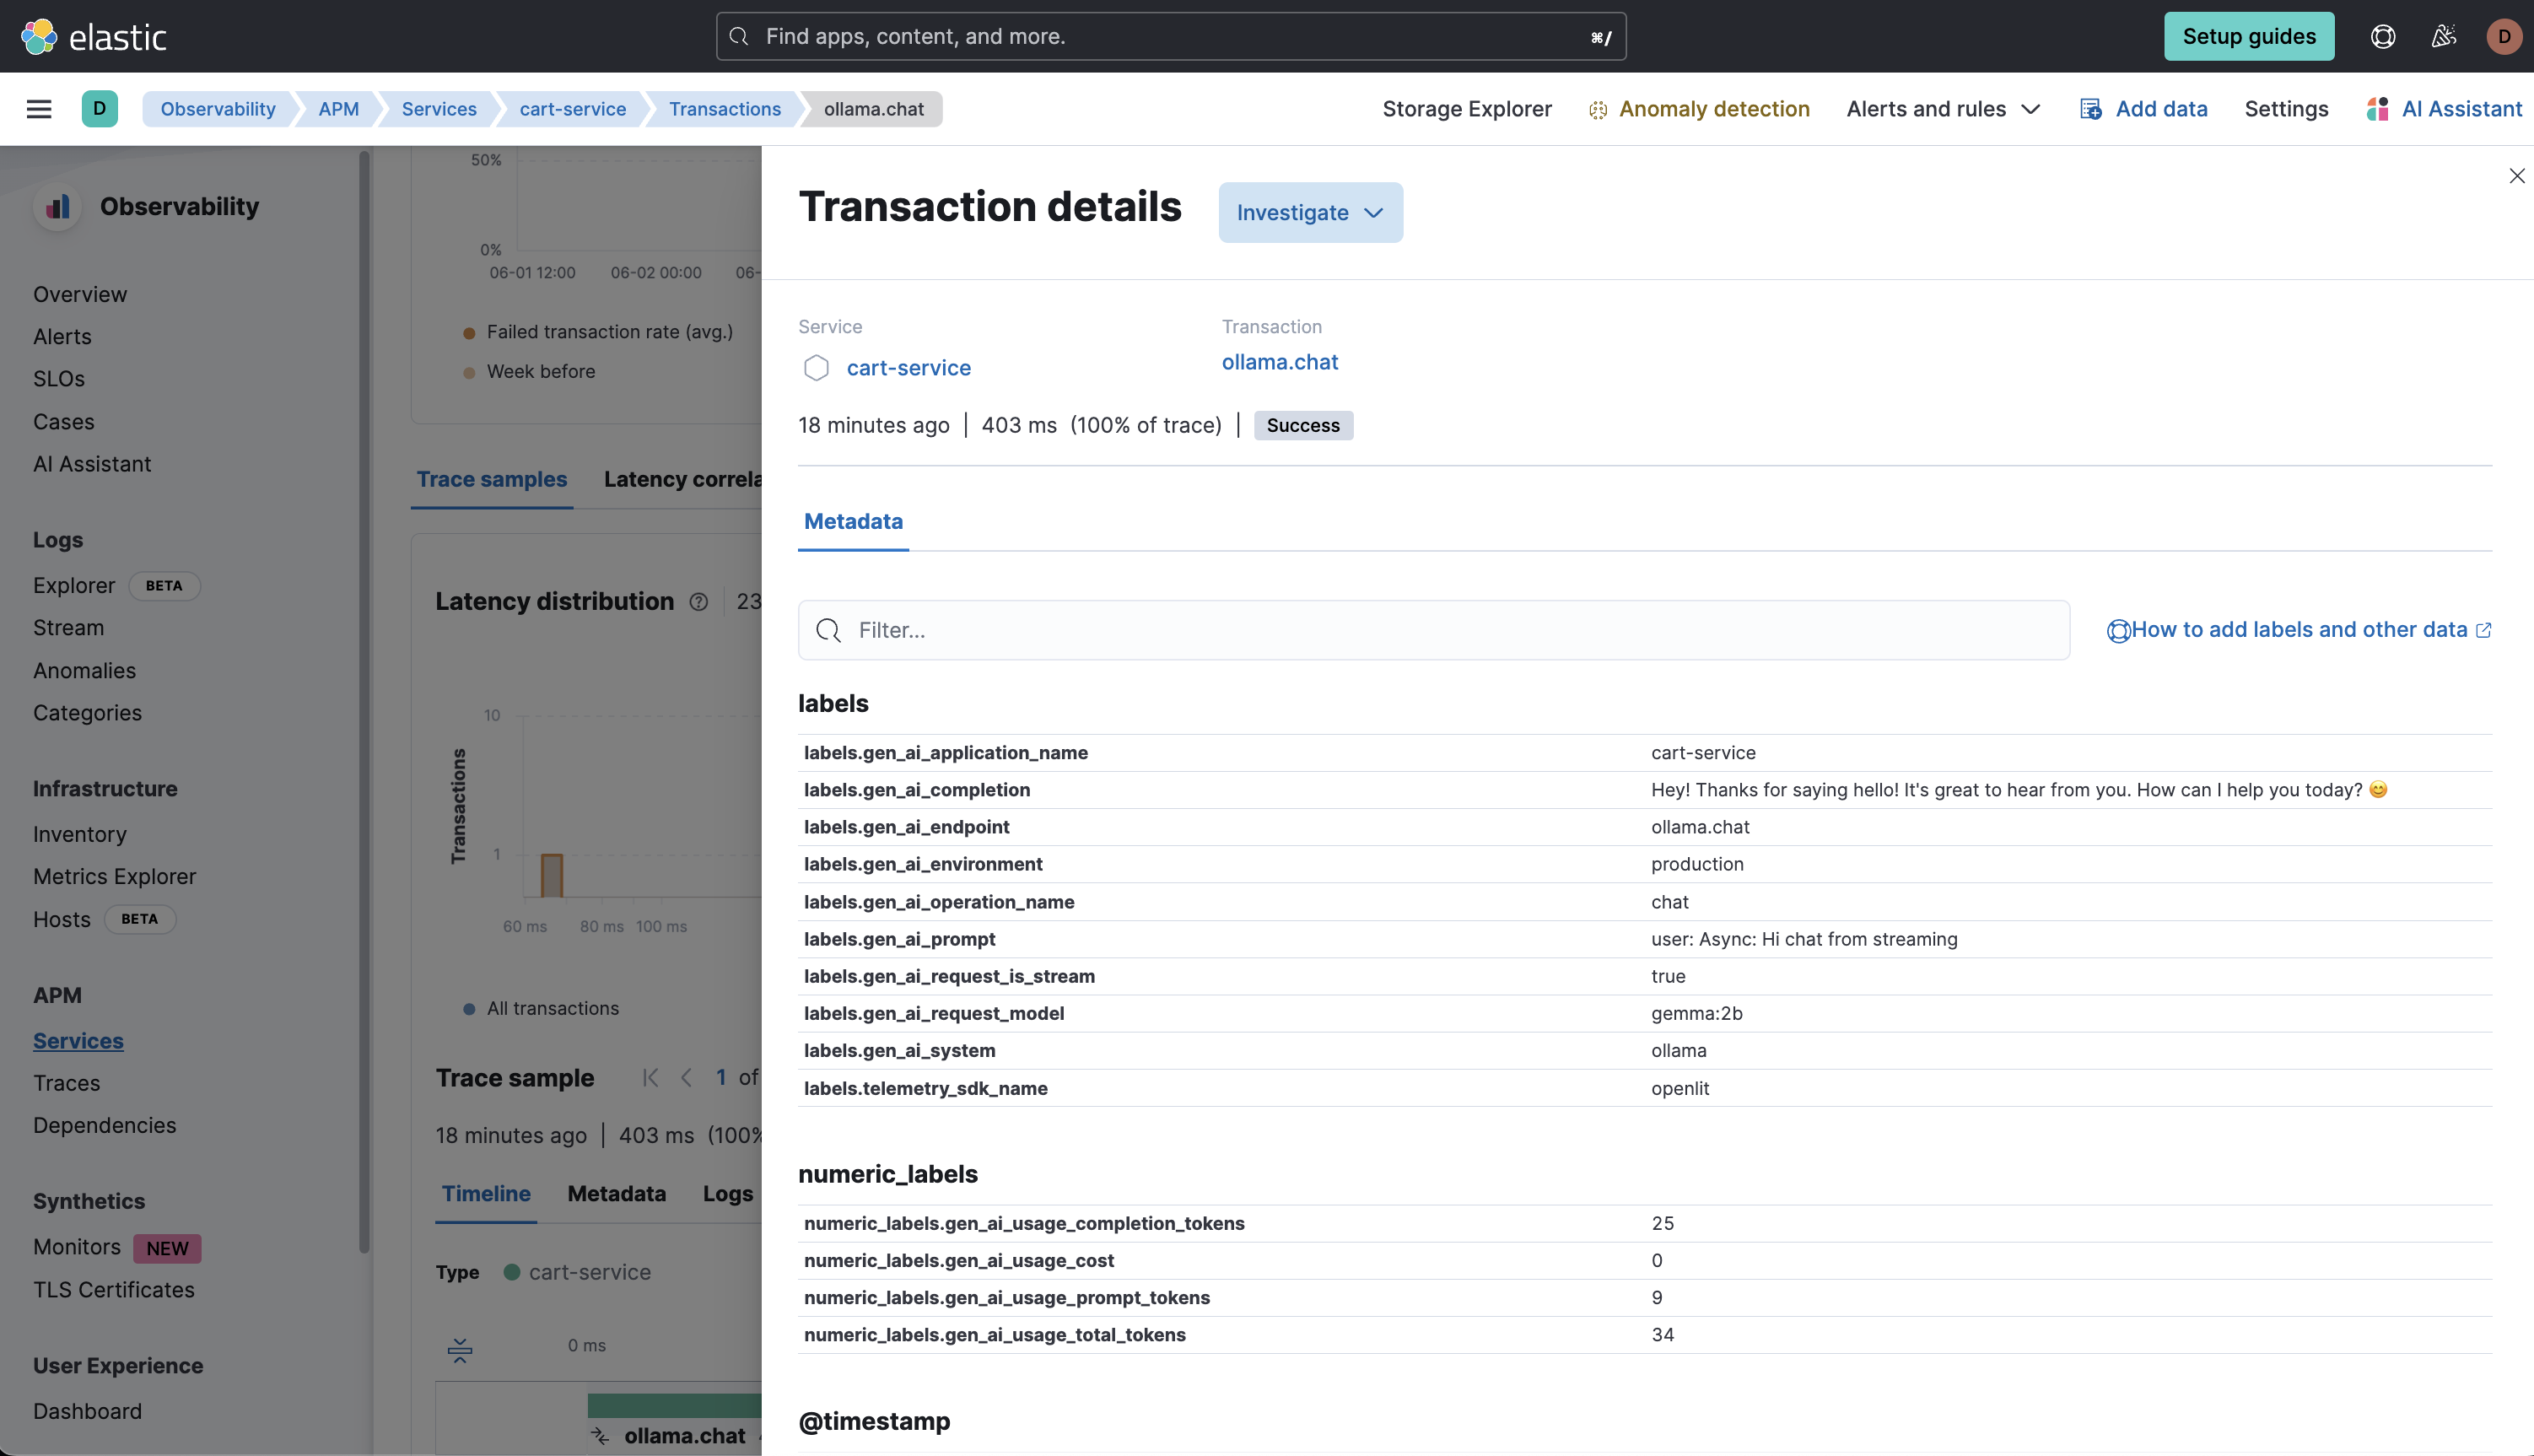 elastic
Find apps, content, and more.
⌘/
Setup guides
D
D
Observability
APM
Services
cart-service
Transactions
ollama.chat
Storage Explorer
Anomaly detection
Alerts and rules
Add data
Settings
AI Assistant
Observability
Overview
Alerts
SLOs
Cases
AI Assistant
Logs
Explorer BETA
Stream
Anomalies
Categories
Infrastructure
Inventory
Metrics Explorer
Hosts BETA
APM
Services
Traces
Dependencies
Synthetics
Monitors NEW
TLS Certificates
User Experience
Dashboard
50%
0%
06-01 12:00 06-02 00:00 06-
Failed transaction rate (avg.)
Week before
Trace samples Latency correla
Latency distribution 23
Transactions
10
1
60 ms 80 ms 100 ms
All transactions
Trace sample 1 of
18 minutes ago | 403 ms (100%
Timeline Metadata Logs
Type cart-service
0 ms
ollama.chat
Transaction details
Investigate
Service
cart-service
Transaction
ollama.chat
18 minutes ago | 403 ms (100% of trace) | Success
Metadata
Filter...
How to add labels and other data
labels
labels.gen_ai_application_name cart-service
labels.gen_ai_completion Hey! Thanks for saying hello! It's great to hear from you. How can I help you today? 😊
labels.gen_ai_endpoint ollama.chat
labels.gen_ai_environment production
labels.gen_ai_operation_name chat
labels.gen_ai_prompt user: Async: Hi chat from streaming
labels.gen_ai_request_is_stream true
labels.gen_ai_request_model gemma:2b
labels.gen_ai_system ollama
labels.telemetry_sdk_name openlit
numeric_labels
numeric_labels.gen_ai_usage_completion_tokens 25
numeric_labels.gen_ai_usage_cost 0
numeric_labels.gen_ai_usage_prompt_tokens 9
numeric_labels.gen_ai_usage_total_tokens 34
@timestamp